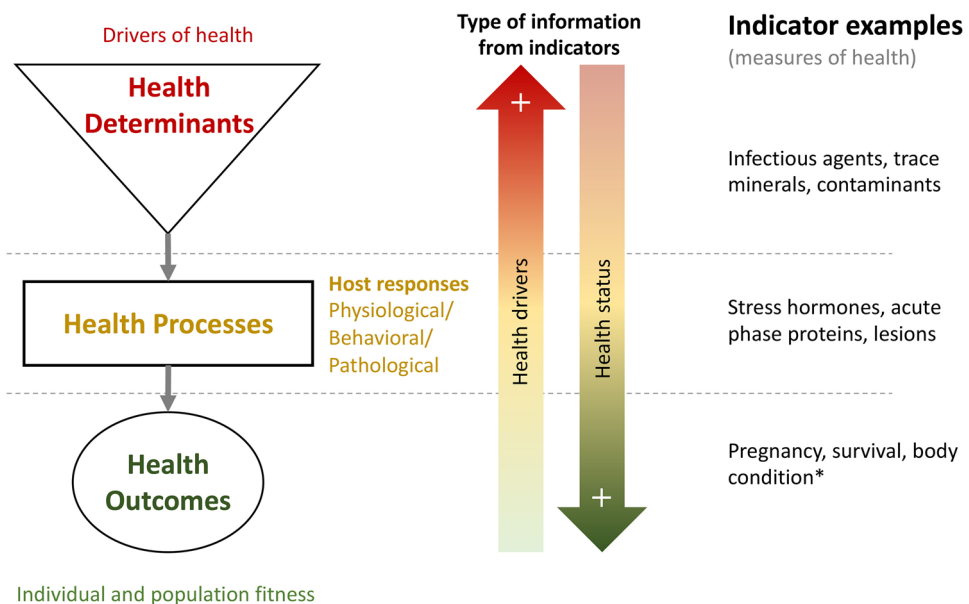 Drivers of health
Health
Determinants
Health Processes
Host responses
Physiological/
Behavioral/
Pathological
Health
Outcomes
Individual and population fitness
Type of information
from indicators
+
Health drivers
Health status
+
Indicator examples
(measures of health)
Infectious agents, trace
minerals, contaminants
Stress hormones, acute
phase proteins, lesions
Pregnancy, survival, body
condition*